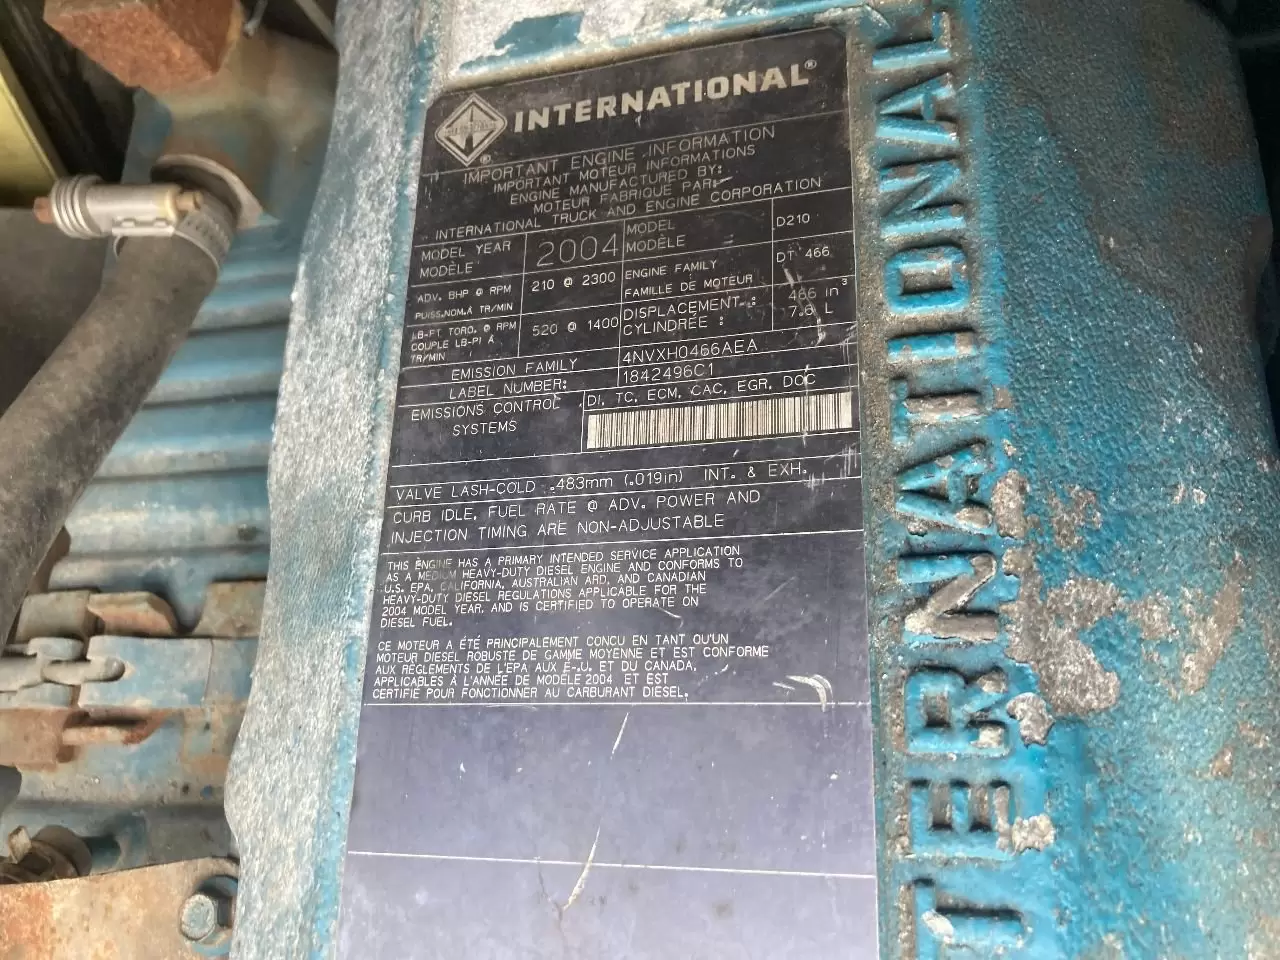 INTERNATIONAL®
IMPORTANT ENGINE INFORMATION
IMPORTANT MOTEUR INFORMATIONS
ENGINE MANUFACTURED BY:
MOTEUR FABRIQUE PAR:
INTERNATIONAL TRUCK AND ENGINE CORPORATION
MODEL YEAR 2004 MODEL D210
MODÈLE MODÈLE
ADV. BHP @ RPM 210 @ 2300 ENGINE FAMILY DT 466
PUISS.NOM.À TR/MIN FAMILLE DE MOTEUR
LB-FT. TORQ. @ RPM 520 @ 1400 DISPLACEMENT : 466 in³
COUPLE LB-PI À CYLINDRÉE : 7.6 L
TR/MIN
EMISSION FAMILY 4NVXH0466AEA
LABEL NUMBER: 1842496C1
EMISSIONS CONTROL DI, TC, ECM, CAC, EGR, DOC
SYSTEMS
VALVE LASH-COLD .483mm (.019in) INT. & EXH.
CURB IDLE, FUEL RATE @ ADV. POWER AND
INJECTION TIMING ARE NON-ADJUSTABLE
THIS ENGINE HAS A PRIMARY INTENDED SERVICE APPLICATION
AS A MEDIUM HEAVY-DUTY DIESEL ENGINE AND CONFORMS TO
U.S. EPA, CALIFORNIA, AUSTRALIAN ARD, AND CANADIAN
HEAVY-DUTY DIESEL REGULATIONS APPLICABLE FOR THE
2004 MODEL YEAR, AND IS CERTIFIED TO OPERATE ON
DIESEL FUEL.
CE MOTEUR A ÉTÉ PRINCIPALEMENT CONCU EN TANT QU'UN
MOTEUR DIESEL ROBUSTE DE GAMME MOYENNE ET EST CONFORME
AUX RÈGLEMENTS DE L'EPA AUX É-.U. ET DU CANADA,
APPLICABLES À L'ANNÉE DE MODÈLE 2004 ET EST
CERTIFIÉ POUR FONCTIONNER AU CARBURANT DIESEL.
TERNATIONAL